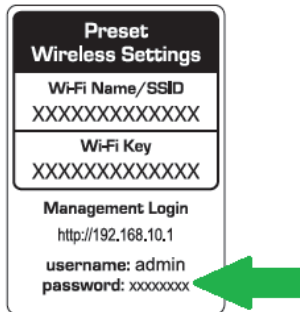 Preset
Wireless Settings
Wi-Fi Name/SSID
XXXXXXXXXXXXX
Wi-Fi Key
XXXXXXXXXXXXX
Management Login
http://192.168.10.1
username: admin
password: xxxxxxxx